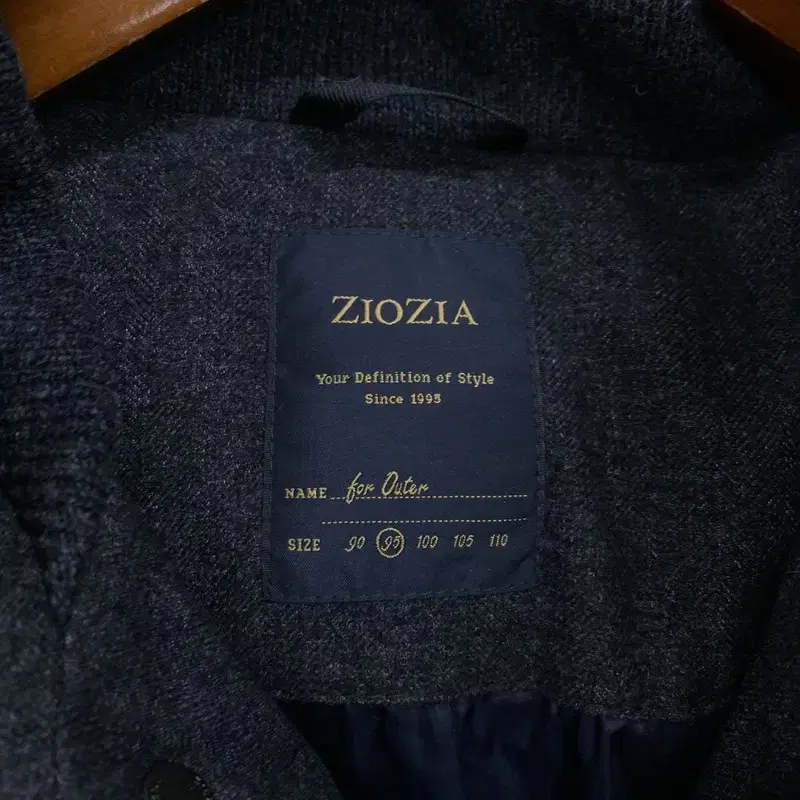 ZIOZIA
Your Definition of Style
Since 1995
NAME for Outer
SIZE 90 95 100 105 110